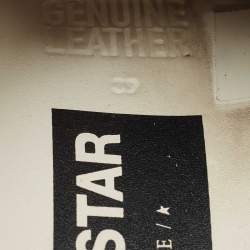 GENUINE
LEATHER
STAR
E / ★